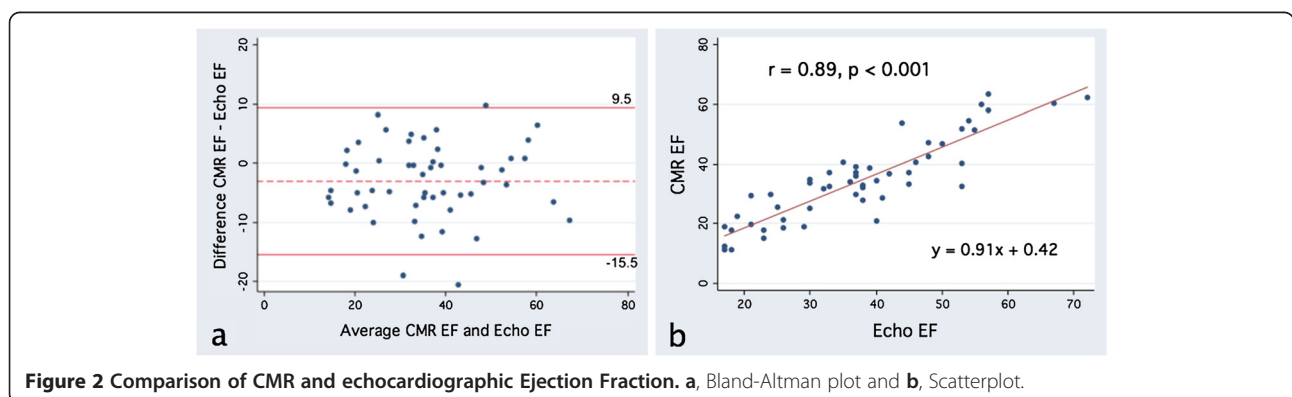 Difference CMR EF - Echo EF
20
10
0
-10
-20
9.5
-15.5
0 20 40 60 80
Average CMR EF and Echo EF
a
CMR EF
80
60
40
20
0
r = 0.89, p < 0.001
y = 0.91x + 0.42
20 30 40 50 60 70
Echo EF
b
Figure 2 Comparison of CMR and echocardiographic Ejection Fraction. a, Bland-Altman plot and b, Scatterplot.